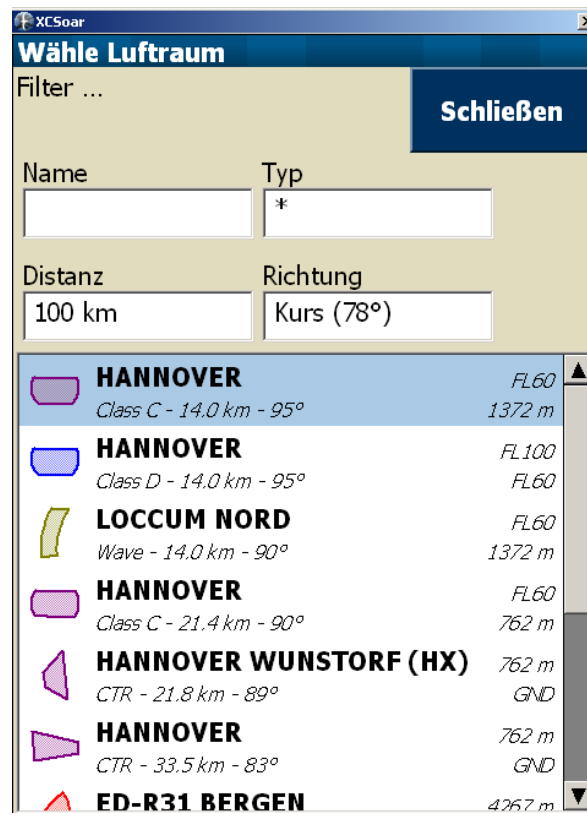 XCSoar
Wähle Luftraum
Filter ...
Schließen
Name
Typ
*
Distanz
Richtung
100 km
Kurs (78°)
HANNOVER
FL60
Class C - 14.0 km - 95°
1372 m
HANNOVER
FL100
Class D - 14.0 km - 95°
FL60
LOCCUM NORD
FL60
Wave - 14.0 km - 90°
1372 m
HANNOVER
FL60
Class C - 21.4 km - 90°
762 m
HANNOVER WUNSTORF (HX)
762 m
CTR - 21.8 km - 89°
GND
HANNOVER
762 m
CTR - 33.5 km - 83°
GND
ED-R31 BERGEN
4267 m